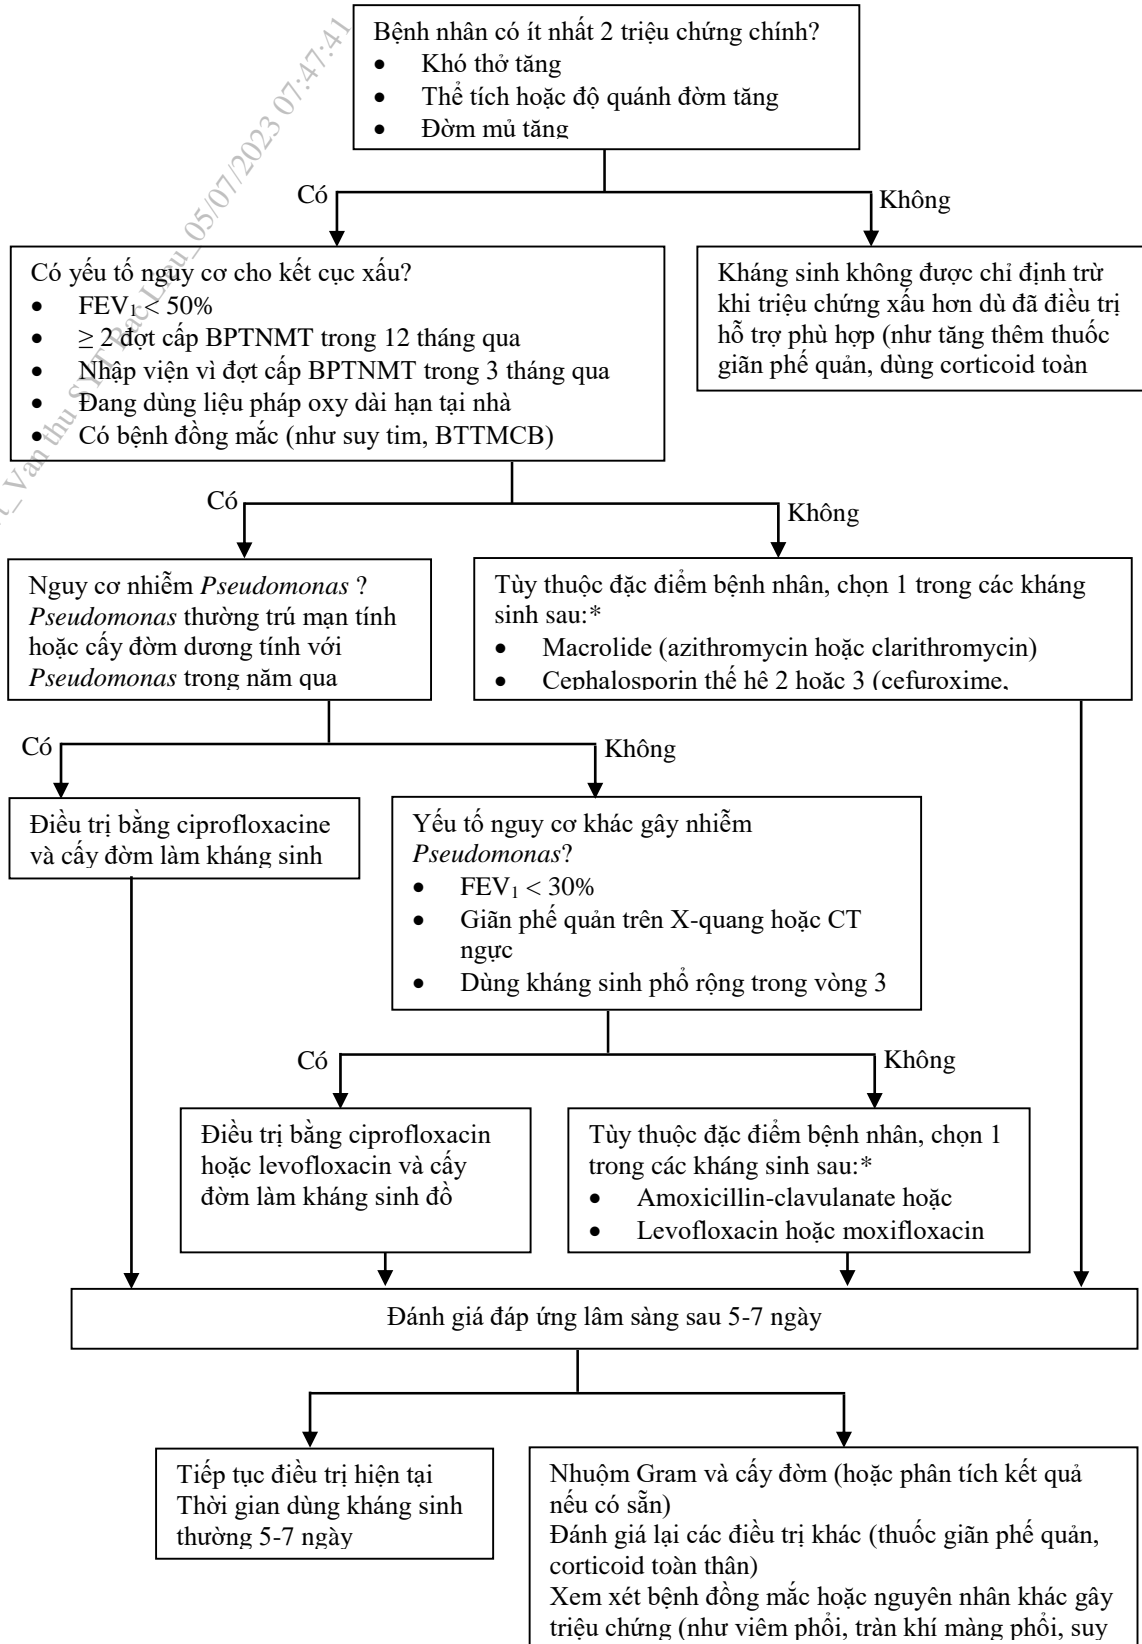 Bệnh nhân có ít nhất 2 triệu chứng chính?
• Khó thở tăng
• Thể tích hoặc độ quánh đờm tăng
• Đờm mủ tăng
Có
Không
Có yếu tố nguy cơ cho kết cục xấu?
• FEV₁ < 50%
• ≥ 2 đợt cấp BPTNMT trong 12 tháng qua
• Nhập viện vì đợt cấp BPTNMT trong 3 tháng qua
• Đang dùng liệu pháp oxy dài hạn tại nhà
• Có bệnh đồng mắc (như suy tim, BTTMCB)
Kháng sinh không được chỉ định trừ
khi triệu chứng xấu hơn dù đã điều trị
hỗ trợ phù hợp (như tăng thêm thuốc
giãn phế quản, dùng corticoid toàn
Có
Không
Nguy cơ nhiễm Pseudomonas ?
Pseudomonas thường trú mạn tính
hoặc cấy đờm dương tính với
Pseudomonas trong năm qua
Tùy thuộc đặc điểm bệnh nhân, chọn 1 trong các kháng
sinh sau:*
• Macrolide (azithromycin hoặc clarithromycin)
• Cephalosporin thế hệ 2 hoặc 3 (cefuroxime,
Có
Không
Điều trị bằng ciprofloxacine
và cấy đờm làm kháng sinh
Yếu tố nguy cơ khác gây nhiễm
Pseudomonas?
• FEV₁ < 30%
• Giãn phế quản trên X-quang hoặc CT
ngực
• Dùng kháng sinh phổ rộng trong vòng 3
Có
Không
Điều trị bằng ciprofloxacin
hoặc levofloxacin và cấy
đờm làm kháng sinh đồ
Tùy thuộc đặc điểm bệnh nhân, chọn 1
trong các kháng sinh sau:*
• Amoxicillin-clavulanate hoặc
• Levofloxacin hoặc moxifloxacin
Đánh giá đáp ứng lâm sàng sau 5-7 ngày
Tiếp tục điều trị hiện tại
Thời gian dùng kháng sinh
thường 5-7 ngày
Nhuộm Gram và cấy đờm (hoặc phân tích kết quả
nếu có sẵn)
Đánh giá lại các điều trị khác (thuốc giãn phế quản,
corticoid toàn thân)
Xem xét bệnh đồng mắc hoặc nguyên nhân khác gây
triệu chứng (như viêm phổi, tràn khí màng phổi, suy
Van thu SYT Bac Lieu_05/07/2023 07:47:41